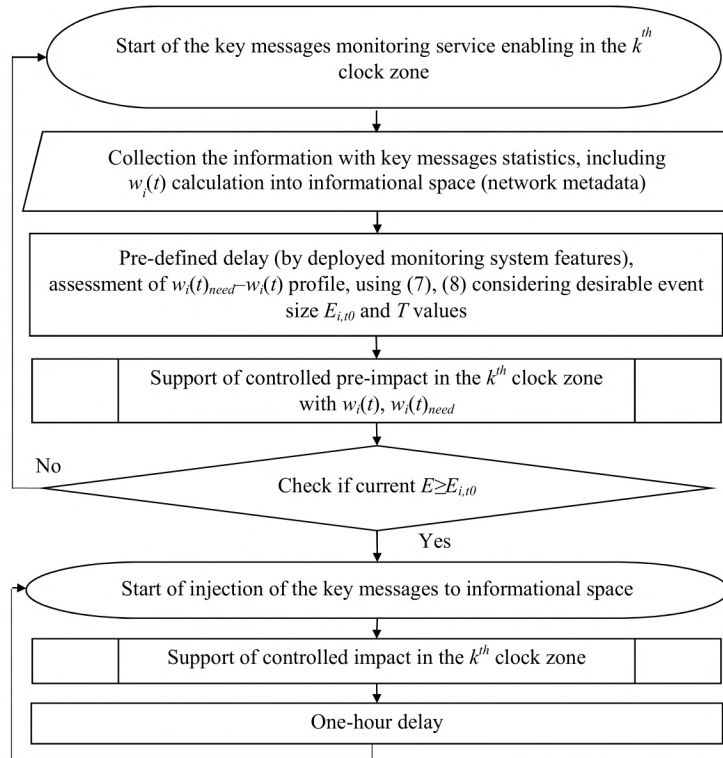 Start of the key messages monitoring service enabling in the kᵗʰ
clock zone
Collection the information with key messages statistics, including
wᵢ(t) calculation into informational space (network metadata)
Pre-defined delay (by deployed monitoring system features),
assessment of wᵢ(t)need–wᵢ(t) profile, using (7), (8) considering desirable event
size Ei,t0 and T values
Support of controlled pre-impact in the kᵗʰ clock zone
with wᵢ(t), wᵢ(t)need
No
Check if current E≥Ei,t0
Yes
Start of injection of the key messages to informational space
Support of controlled impact in the kᵗʰ clock zone
One-hour delay